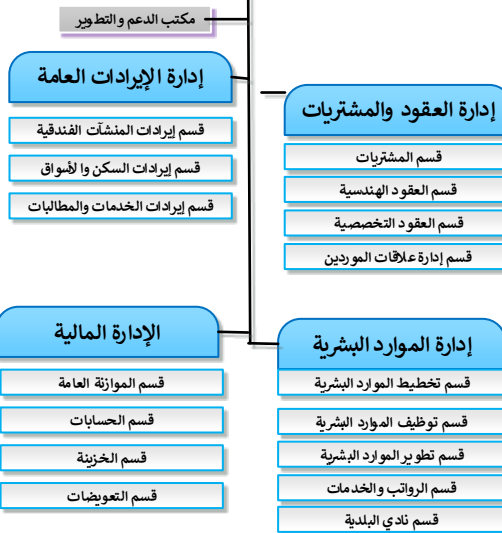 مكتب الدعم والتطوير
إدارة العقود والمشتريات
قسم المشتريات
قسم العقود الهندسية
قسم العقود التخصصية
قسم إدارة علاقات الموردين
إدارة الإيرادات العامة
قسم إيرادات المنشآت الفندقية
قسم إيرادات السكن والأسواق
قسم إيرادات الخدمات والمطالبات
إدارة الموارد البشرية
قسم تخطيط الموارد البشرية
قسم توظيف الموارد البشرية
قسم تطوير الموارد البشرية
قسم الرواتب والخدمات
قسم نادي البلدية
الإدارة المالية
قسم الموازنة العامة
قسم الحسابات
قسم الخزينة
قسم التعويضات